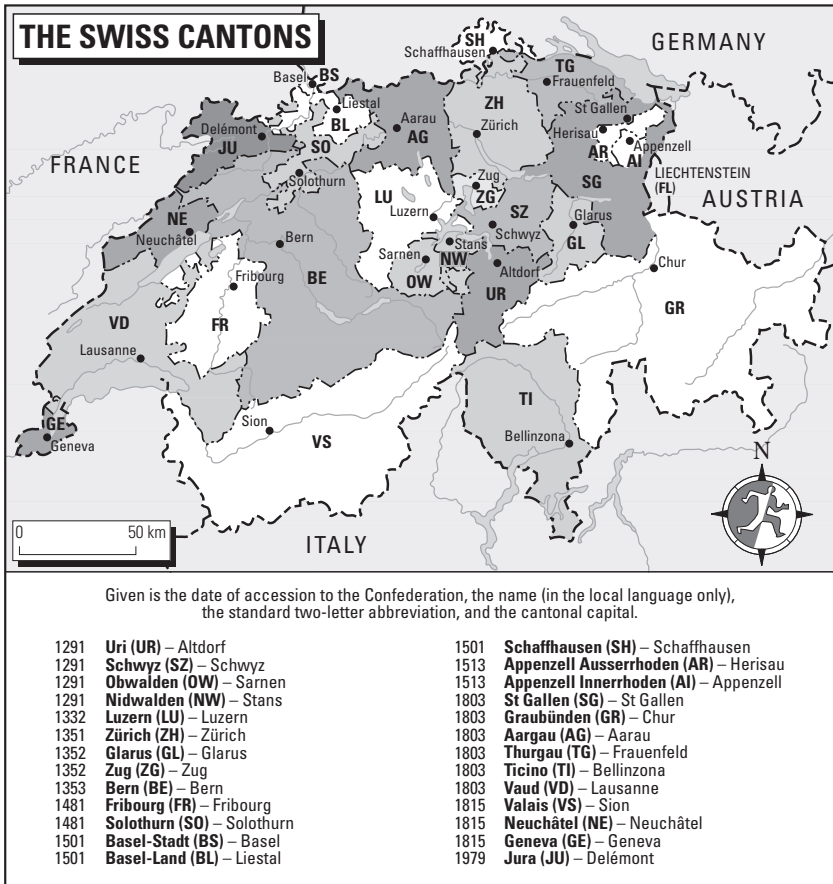 THE SWISS CANTONS
GERMANY
SH
Schaffhausen
TG
Frauenfeld
Basel
BS
Liestal
BL
ZH
Zürich
Aarau
AG
St Gallen
Herisau
AR
Appenzell
AI
Delémont
JU
SO
Solothurn
FRANCE
LIECHTENSTEIN
(FL)
AUSTRIA
SG
LU
Luzern
Zug
ZG
SZ
Schwyz
Glarus
GL
NE
Neuchâtel
Bern
BE
Sarnen
OW
Stans
NW
Altdorf
UR
Chur
GR
Fribourg
FR
VD
Lausanne
TI
Bellinzona
GE
Geneva
Sion
VS
N
0 50 km
ITALY
Given is the date of accession to the Confederation, the name (in the local language only),
the standard two-letter abbreviation, and the cantonal capital.
1291 Uri (UR) – Altdorf
1291 Schwyz (SZ) – Schwyz
1291 Obwalden (OW) – Sarnen
1291 Nidwalden (NW) – Stans
1332 Luzern (LU) – Luzern
1351 Zürich (ZH) – Zürich
1352 Glarus (GL) – Glarus
1352 Zug (ZG) – Zug
1353 Bern (BE) – Bern
1481 Fribourg (FR) – Fribourg
1481 Solothurn (SO) – Solothurn
1501 Basel-Stadt (BS) – Basel
1501 Basel-Land (BL) – Liestal
1501 Schaffhausen (SH) – Schaffhausen
1513 Appenzell Ausserrhoden (AR) – Herisau
1513 Appenzell Innerrhoden (AI) – Appenzell
1803 St Gallen (SG) – St Gallen
1803 Graubünden (GR) – Chur
1803 Aargau (AG) – Aarau
1803 Thurgau (TG) – Frauenfeld
1803 Ticino (TI) – Bellinzona
1803 Vaud (VD) – Lausanne
1815 Valais (VS) – Sion
1815 Neuchâtel (NE) – Neuchâtel
1815 Geneva (GE) – Geneva
1979 Jura (JU) – Delémont